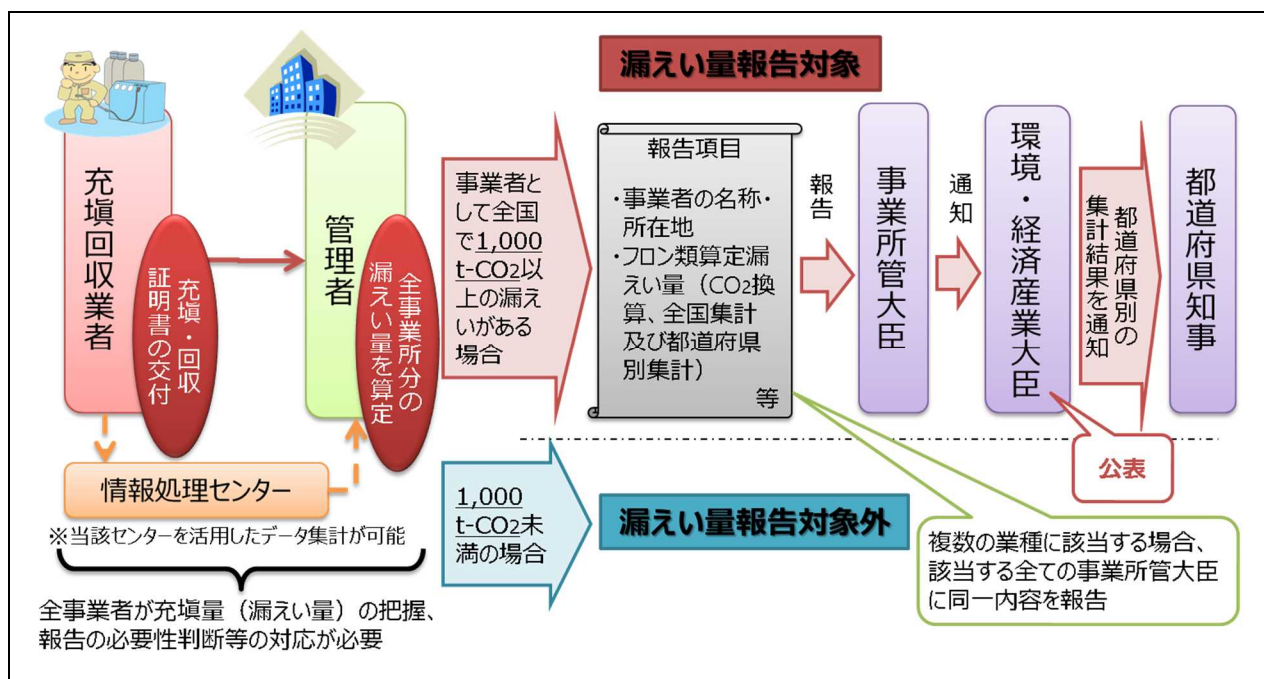 漏えい量報告対象
充塡回収業者
充塡・回収
証明書の交付
管理者
全事業所分の
漏えい量を算定
情報処理センター
※当該センターを活用したデータ集計が可能
全事業者が充塡量（漏えい量）の把握、
報告の必要性判断等の対応が必要
事業者と
して全国
で1,000
t-CO2以
上の漏え
いがある
場合
報告項目
・事業者の名称・
所在地
・フロン類算定漏
えい量（CO2換
算、全国集計
及び都道府県
別集計）
等
報告
事業所管大臣
通知
環境・経済産業大臣
公表
都道府県別の
集計結果を通知
都道府県知事
1,000
t-CO2未
満の場合
漏えい量報告対象外
複数の業種に該当する場合、
該当する全ての事業所管大臣
に同一内容を報告